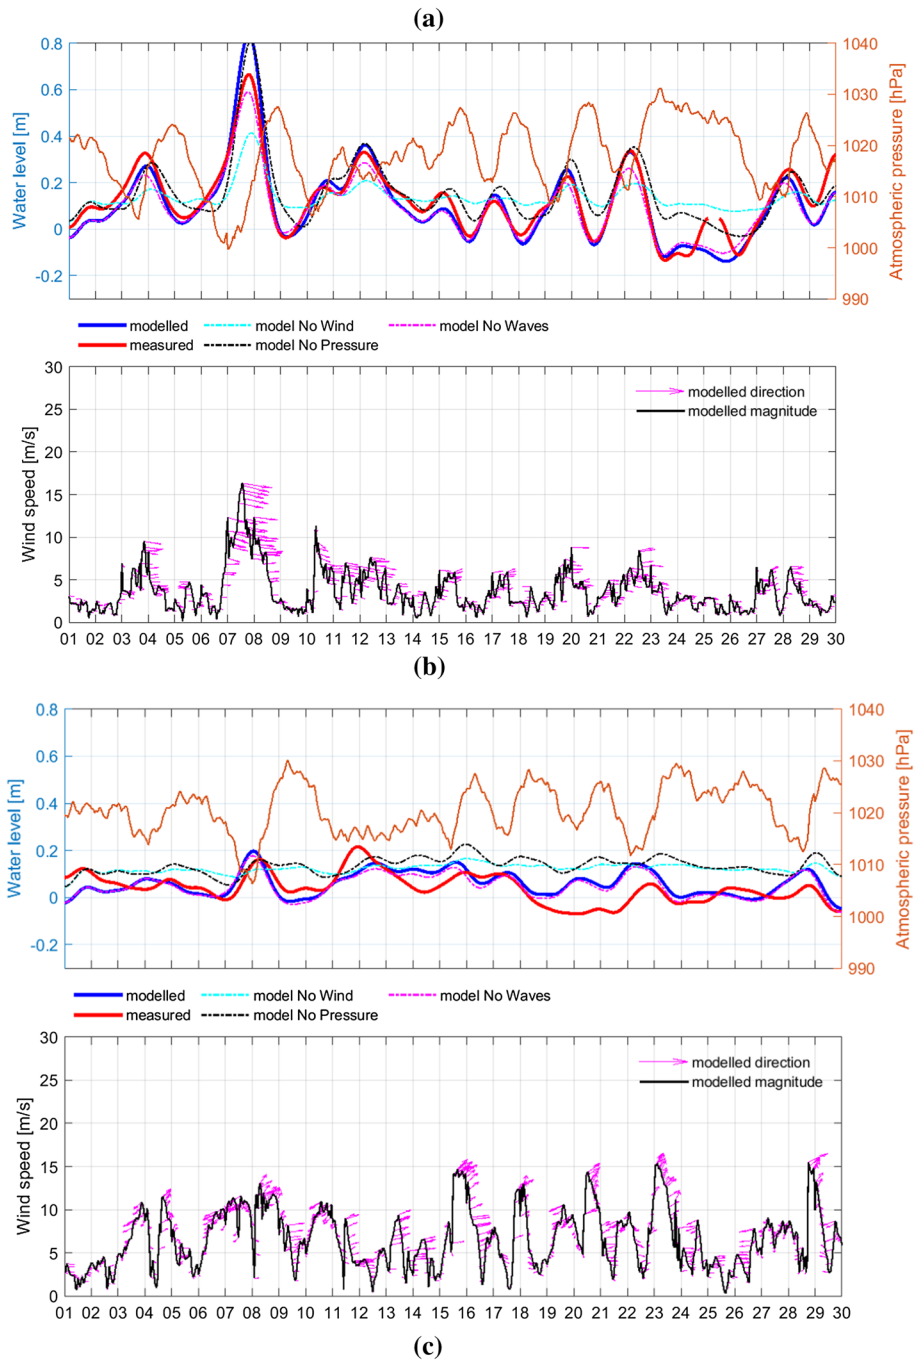 (a)
0.8
0.6
0.4
0.2
0
-0.2
Water level [m]
1040
1030
1020
1010
1000
990
Atmospheric pressure [hPa]
modelled model No Wind model No Waves
measured model No Pressure
30
25
20
15
10
5
0
Wind speed [m/s]
modelled direction
modelled magnitude
01 02 03 04 05 06 07 08 09 10 11 12 13 14 15 16 17 18 19 20 21 22 23 24 25 26 27 28 29 30
(b)
0.8
0.6
0.4
0.2
0
-0.2
Water level [m]
1040
1030
1020
1010
1000
990
Atmospheric pressure [hPa]
modelled model No Wind model No Waves
measured model No Pressure
30
25
20
15
10
5
0
Wind speed [m/s]
modelled direction
modelled magnitude
01 02 03 04 05 06 07 08 09 10 11 12 13 14 15 16 17 18 19 20 21 22 23 24 25 26 27 28 29 30
(c)